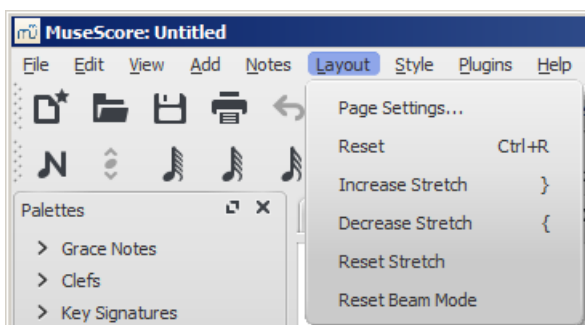 mü MuseScore: Untitled
File Edit View Add Notes Layout Style Plugins Help
Page Settings...
Reset Ctrl+R
Increase Stretch }
Decrease Stretch {
Reset Stretch
Reset Beam Mode
N
Palettes
Grace Notes
Clefs
Key Signatures